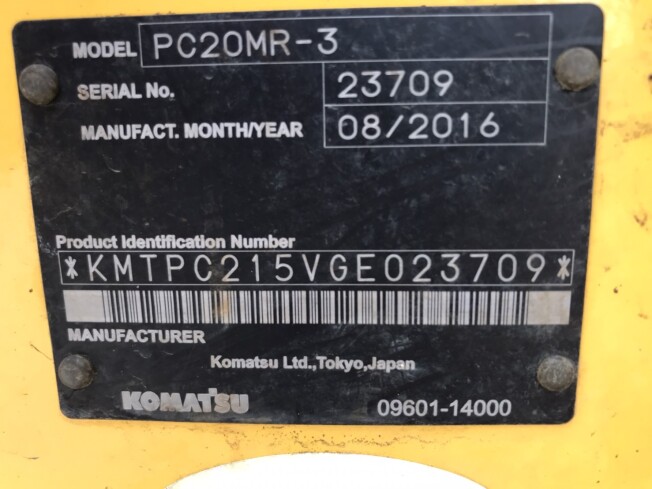 MODEL PC20MR-3
SERIAL No. 23709
MANUFACT. MONTH/YEAR 08/2016
Product Identification Number
*KMTPC215VGE023709*
MANUFACTURER
Komatsu Ltd.,Tokyo,Japan
KOMATSU 09601-14000